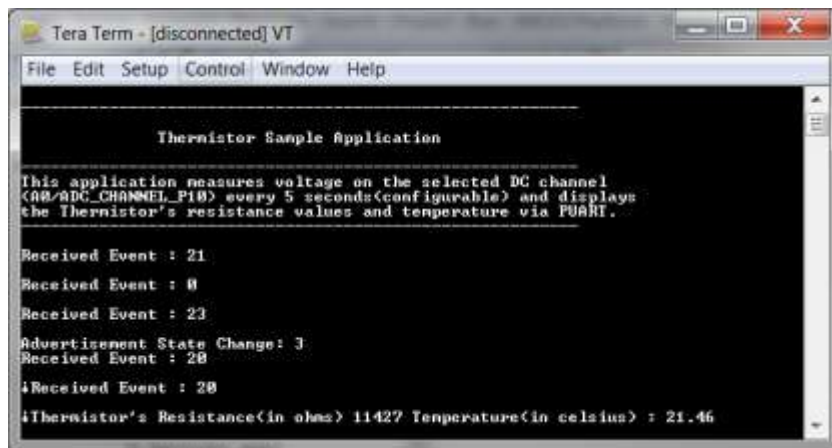 Tera Term - [disconnected] VT
File Edit Setup Control Window Help
Thermistor Sample Application
This application measures voltage on the selected DC channel
(A0/ADC_CHANNEL_P10) every 5 seconds(configurable) and displays
the Thermistor's resistance values and temperature via PUART.
Received Event : 21
Received Event : 0
Received Event : 23
Advertisement State Change: 3
Received Event : 20
↓Received Event : 20
↓Thermistor's Resistance(in ohms) 11427 Temperature(in celsius) : 21.46